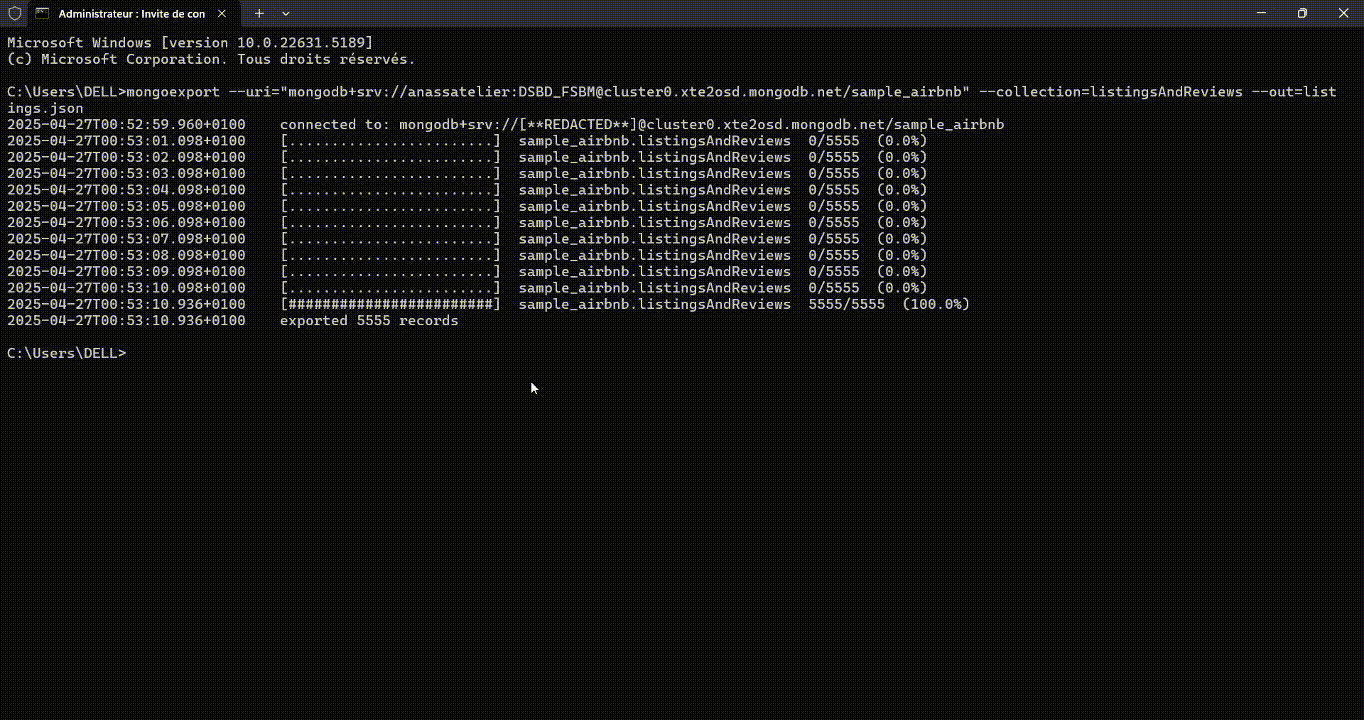 Administrateur : Invite de con
Microsoft Windows [version 10.0.22631.5189]
(c) Microsoft Corporation. Tous droits réservés.
C:\Users\DELL>mongoexport --uri="mongodb+srv://anassatelier:DSBD_FSBM@cluster0.xte2osd.mongodb.net/sample_airbnb" --collection=listingsAndReviews --out=list
ings.json
2025-04-27T00:52:59.960+0100    connected to: mongodb+srv://[**REDACTED**]@cluster0.xte2osd.mongodb.net/sample_airbnb
2025-04-27T00:53:01.098+0100    [........................]  sample_airbnb.listingsAndReviews  0/5555  (0.0%)
2025-04-27T00:53:02.098+0100    [........................]  sample_airbnb.listingsAndReviews  0/5555  (0.0%)
2025-04-27T00:53:03.098+0100    [........................]  sample_airbnb.listingsAndReviews  0/5555  (0.0%)
2025-04-27T00:53:04.098+0100    [........................]  sample_airbnb.listingsAndReviews  0/5555  (0.0%)
2025-04-27T00:53:05.098+0100    [........................]  sample_airbnb.listingsAndReviews  0/5555  (0.0%)
2025-04-27T00:53:06.098+0100    [........................]  sample_airbnb.listingsAndReviews  0/5555  (0.0%)
2025-04-27T00:53:07.098+0100    [........................]  sample_airbnb.listingsAndReviews  0/5555  (0.0%)
2025-04-27T00:53:08.098+0100    [........................]  sample_airbnb.listingsAndReviews  0/5555  (0.0%)
2025-04-27T00:53:09.098+0100    [........................]  sample_airbnb.listingsAndReviews  0/5555  (0.0%)
2025-04-27T00:53:10.098+0100    [........................]  sample_airbnb.listingsAndReviews  0/5555  (0.0%)
2025-04-27T00:53:10.936+0100    [########################]  sample_airbnb.listingsAndReviews  5555/5555  (100.0%)
2025-04-27T00:53:10.936+0100    exported 5555 records
C:\Users\DELL>